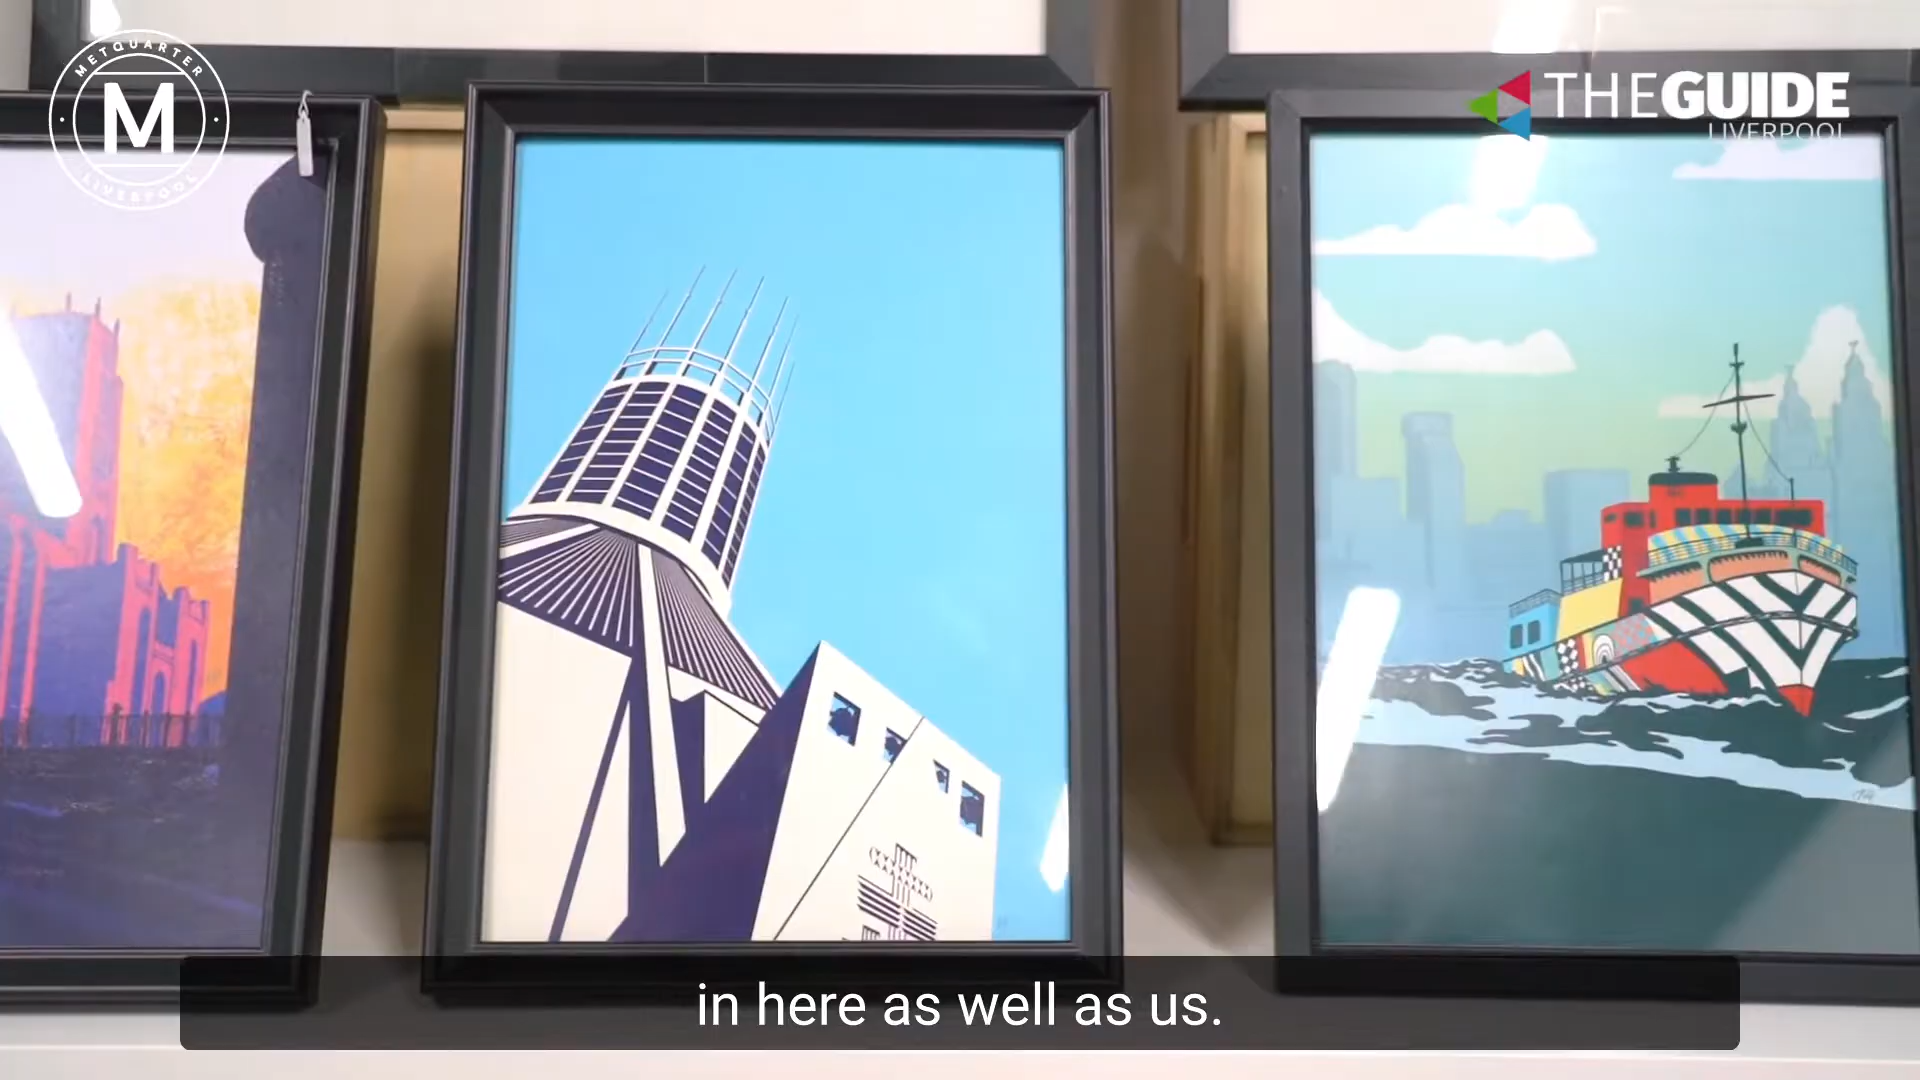 METQUARTER
M
LIVERPOOL
THEGUIDE
LIVERPOOL
in here as well as us.